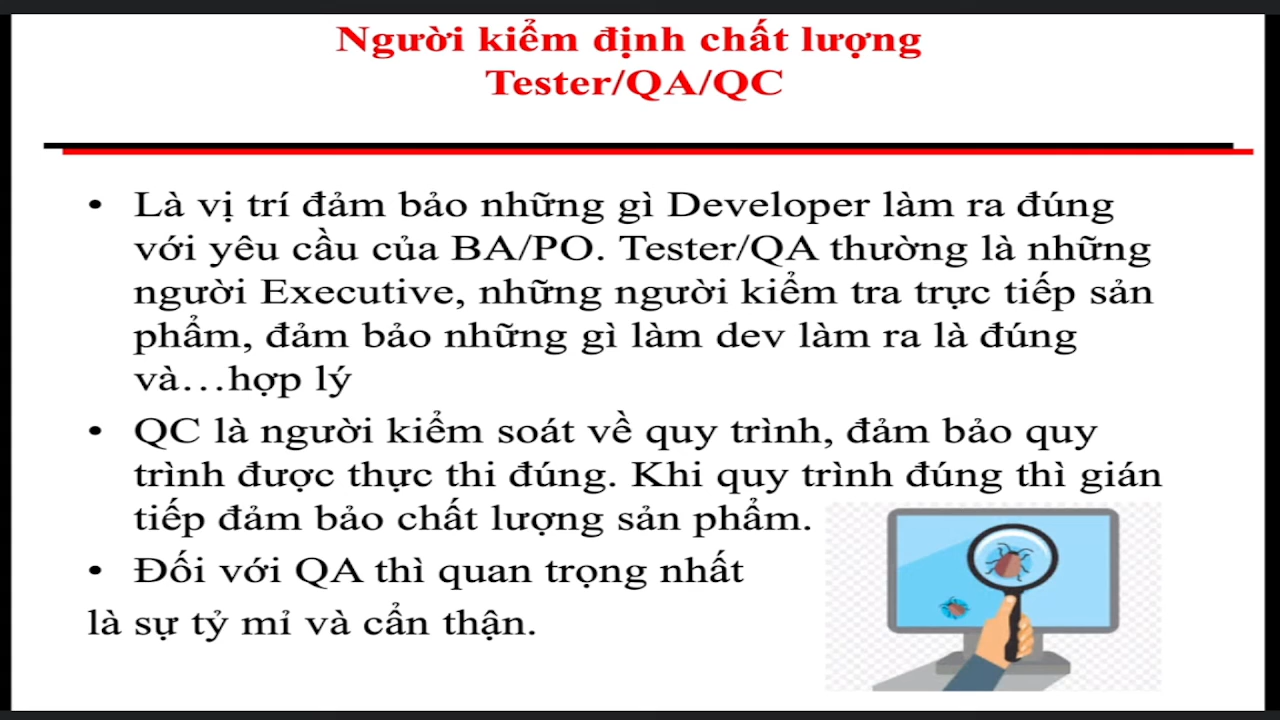 Người kiểm định chất lượng
Tester/QA/QC
• Là vị trí đảm bảo những gì Developer làm ra đúng
với yêu cầu của BA/PO. Tester/QA thường là những
người Executive, những người kiểm tra trực tiếp sản
phẩm, đảm bảo những gì làm dev làm ra là đúng
và…hợp lý
• QC là người kiểm soát về quy trình, đảm bảo quy
trình được thực thi đúng. Khi quy trình đúng thì gián
tiếp đảm bảo chất lượng sản phẩm.
• Đối với QA thì quan trọng nhất
là sự tỷ mỉ và cẩn thận.